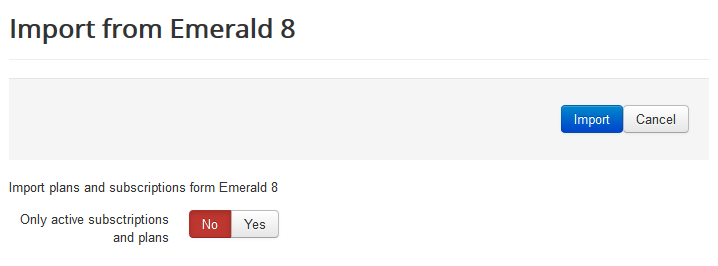 Import from Emerald 8
Import Cancel
Import plans and subscriptions form Emerald 8
Only active subsctriptions
and plans
No Yes